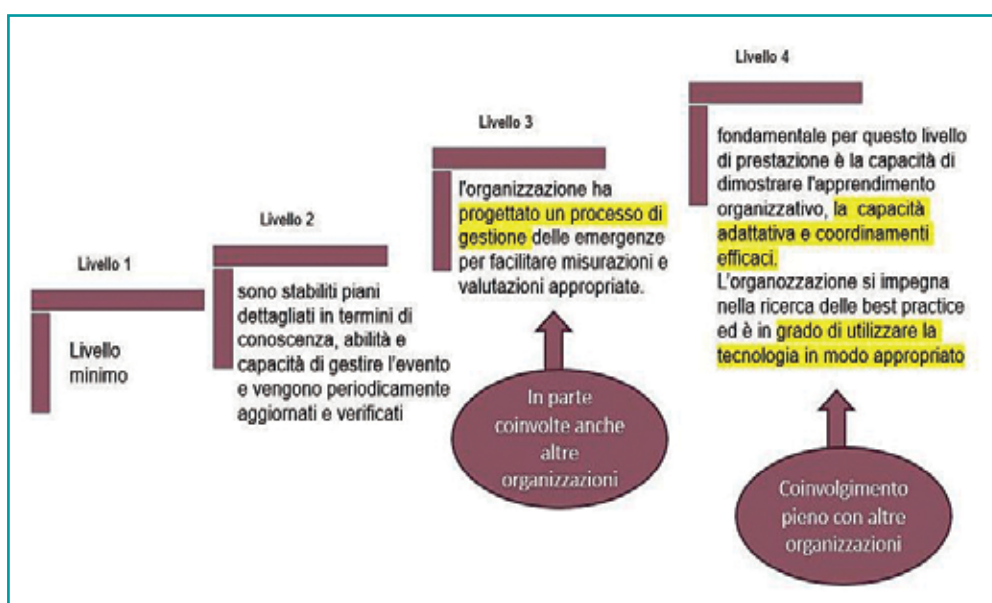 Livello 1
Livello
minimo
Livello 2
sono stabiliti piani
dettagliati in termini di
conoscenza, abilità e
capacità di gestire l'evento
e vengono periodicamente
aggiornati e verificati
Livello 3
l'organizzazione ha
progettato un processo di
gestione delle emergenze
per facilitare misurazioni e
valutazioni appropriate.
In parte
coinvolte anche
altre
organizzazioni
Livello 4
fondamentale per questo livello
di prestazione è la capacità di
dimostrare l'apprendimento
organizzativo, la capacità
adattativa e coordinamenti
efficaci.
L'organozzazione si impegna
nella ricerca delle best practice
ed è in grado di utilizzare la
tecnologia in modo appropriato
Coinvolgimento
pieno con altre
organizzazioni